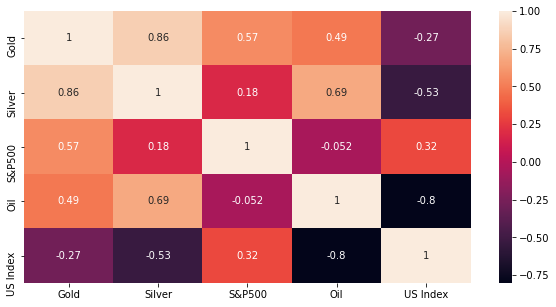 Gold 1 0.86 0.57 0.49 -0.27
Silver 0.86 1 0.18 0.69 -0.53
S&P500 0.57 0.18 1 -0.052 0.32
Oil 0.49 0.69 -0.052 1 -0.8
US Index -0.27 -0.53 0.32 -0.8 1
Gold Silver S&P500 Oil US Index
1.00
0.75
0.50
0.25
0.00
−0.25
−0.50
−0.75